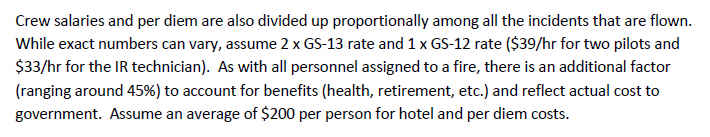 Crew salaries and per diem are also divided up proportionally among all the incidents that are flown.
While exact numbers can vary, assume 2 x GS-13 rate and 1 x GS-12 rate ($39/hr for two pilots and
$33/hr for the IR technician).  As with all personnel assigned to a fire, there is an additional factor
(ranging around 45%) to account for benefits (health, retirement, etc.) and reflect actual cost to
government.  Assume an average of $200 per person for hotel and per diem costs.